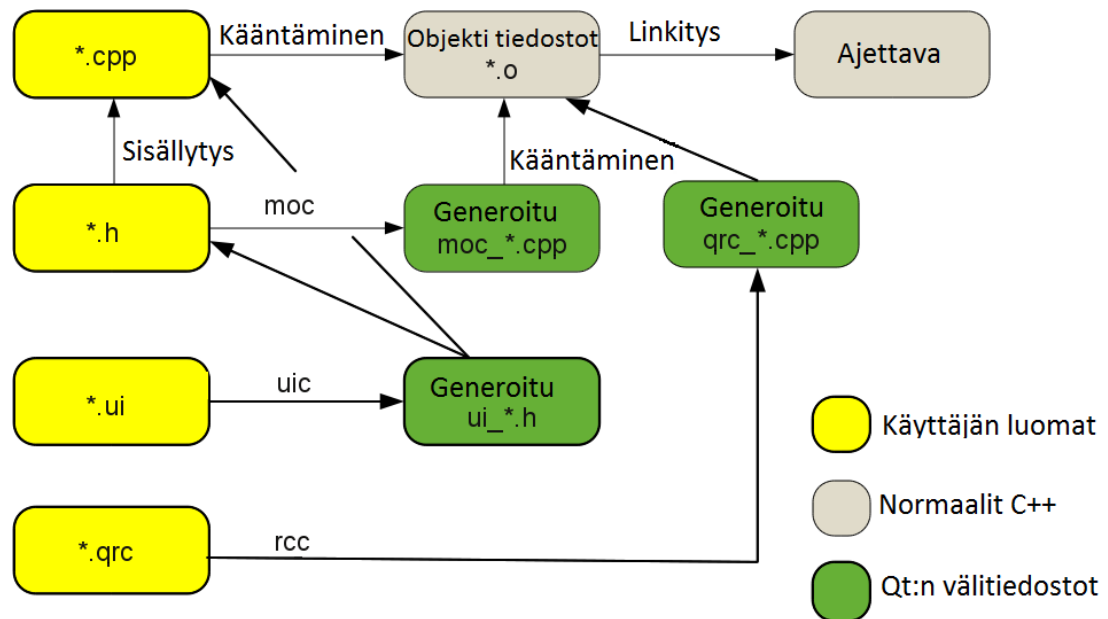 *.cpp
Kääntäminen
Objekti tiedostot
*.o
Linkitys
Ajettava
Sisällytys
Kääntäminen
*.h
moc
Generoitu
moc_*.cpp
Generoitu
qrc_*.cpp
*.ui
uic
Generoitu
ui_*.h
Käyttäjän luomat
Normaalit C++
*.qrc
rcc
Qt:n välitiedostot